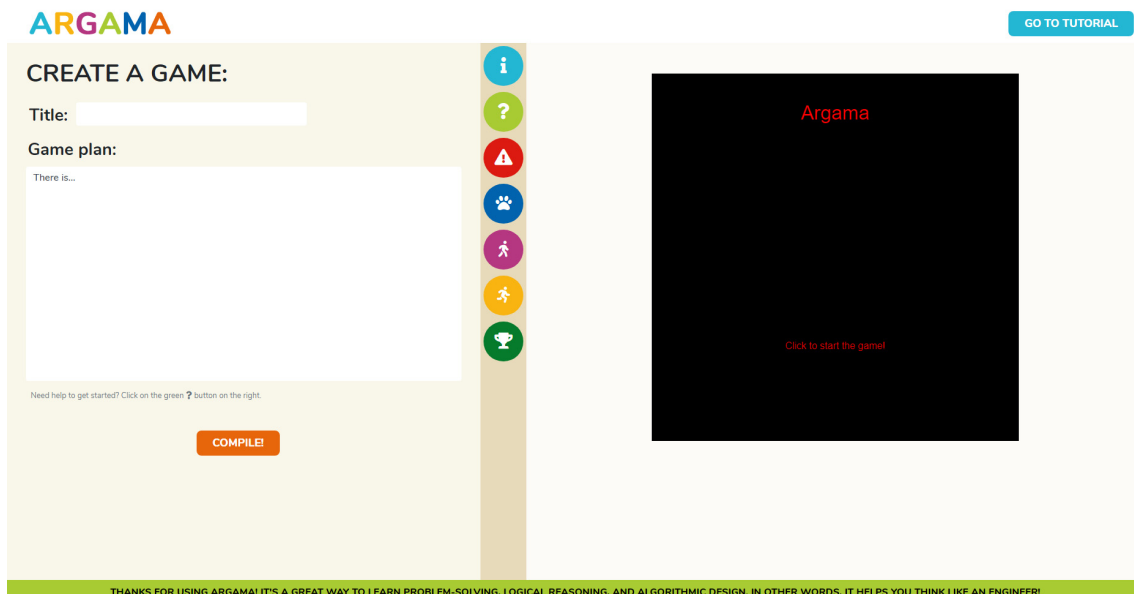 ARGAMA
GO TO TUTORIAL
CREATE A GAME:
Title:
Game plan:
There is...
Need help to get started? Click on the green ? button on the right.
COMPILE!
Argama
Click to start the game!
THANKS FOR USING ARGAMA! IT'S A GREAT WAY TO LEARN PROBLEM-SOLVING, LOGICAL REASONING, AND ALGORITHMIC DESIGN. IN OTHER WORDS, IT HELPS YOU THINK LIKE AN ENGINEER!